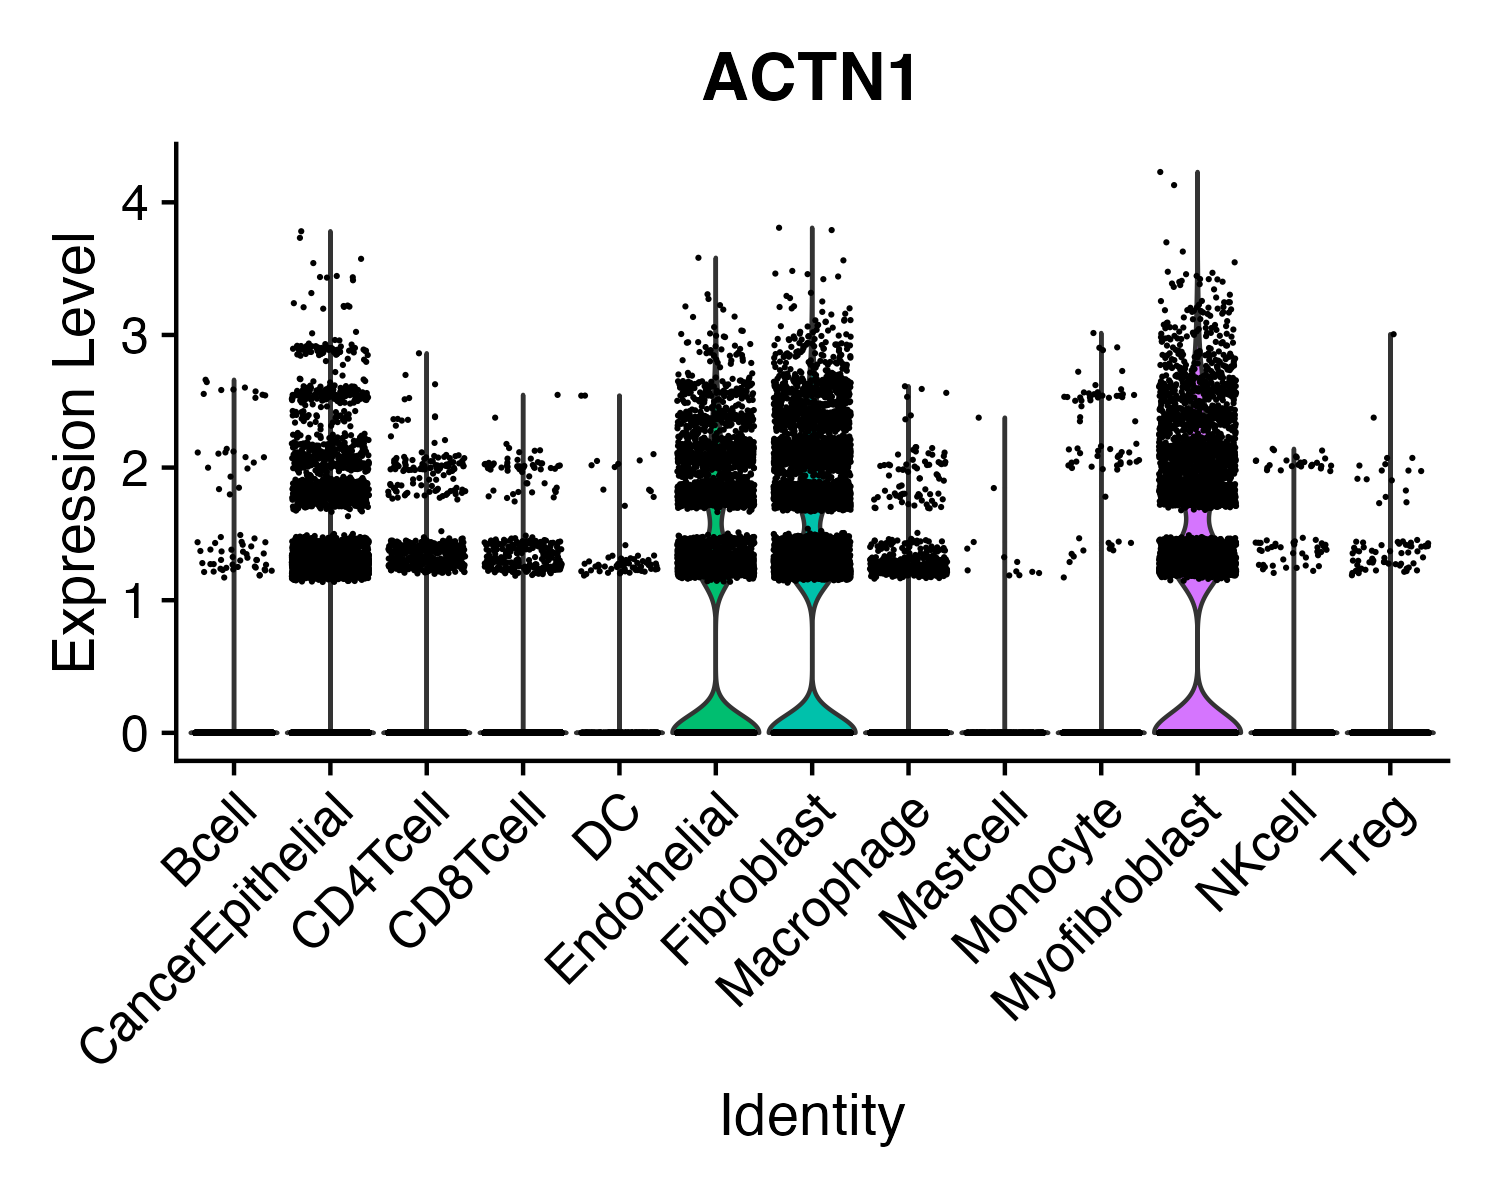 ACTN1
Expression Level
4
3
2
1
0
Bcell
CancerEpithelial
CD4Tcell
CD8Tcell
DC
Endothelial
Fibroblast
Macrophage
Mastcell
Monocyte
Myofibroblast
NKcell
Treg
Identity